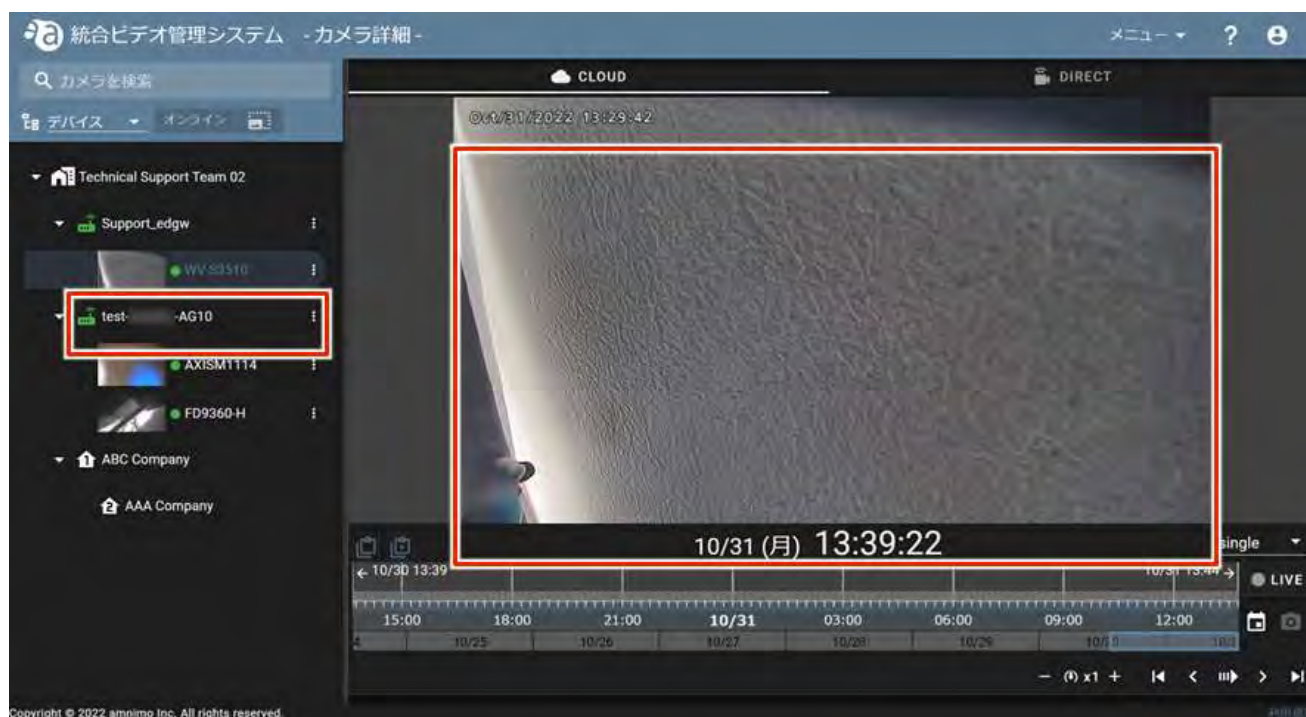 統合ビデオ管理システム - カメラ詳細 -
メニュー
?
カメラを検索
CLOUD
DIRECT
デバイス
オンライン
Oct/31/2022 13:29:42
Technical Support Team 02
Support_edgw
WV-S3510
test- -AG10
AXISM1114
FD9360-H
ABC Company
AAA Company
10/31 (月) 13:39:22
single
← 10/30 13:39
10/31 13:44 →
LIVE
15:00 18:00 21:00 10/31 03:00 06:00 09:00 12:00
10/25 10/26 10/27 10/28 10/29
x1
Copyright © 2022 amnimo Inc. All rights reserved.